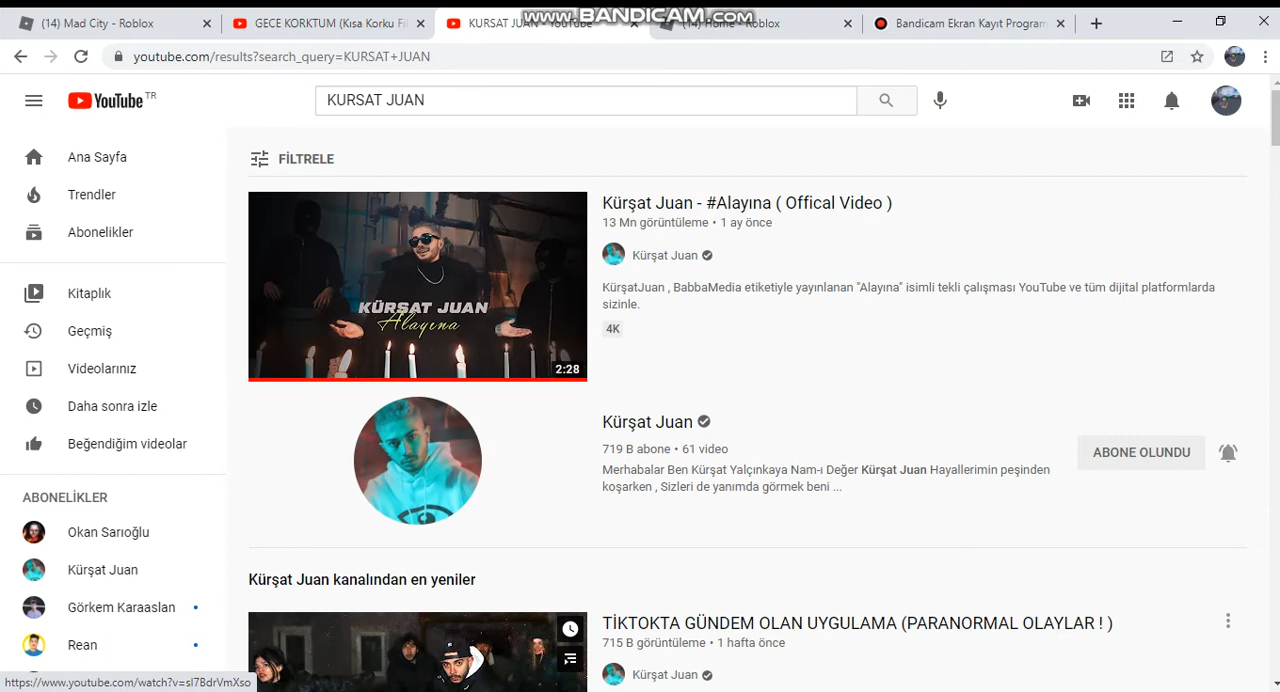 www.BANDICAM.com
(14) Mad City - Roblox
GECE KORKTUM (Kısa Korku Fil
KURSAT JUAN - YouTube
(14) Home - Roblox
Bandicam Ekran Kayıt Program
youtube.com/results?search_query=KURSAT+JUAN
YouTube TR
KURSAT JUAN
Ana Sayfa
Trendler
Abonelikler
Kitaplık
Geçmiş
Videolarınız
Daha sonra izle
Beğendiğim videolar
ABONELİKLER
Okan Sarıoğlu
Kürşat Juan
Görkem Karaaslan
Rean
FİLTRELE
KÜRŞAT JUAN
Alayına
2:28
Kürşat Juan - #Alayına ( Offical Video )
13 Mn görüntüleme • 1 ay önce
Kürşat Juan
KürşatJuan , BabbaMedia etiketiyle yayınlanan "Alayına" isimli tekli çalışması YouTube ve tüm dijital platformlarda
sizinle.
4K
Kürşat Juan
719 B abone • 61 video
Merhabalar Ben Kürşat Yalçınkaya Nam-ı Değer Kürşat Juan Hayallerimin peşinden
koşarken , Sizleri de yanımda görmek beni ...
ABONE OLUNDU
Kürşat Juan kanalından en yeniler
TİKTOKTA GÜNDEM OLAN UYGULAMA (PARANORMAL OLAYLAR ! )
715 B görüntüleme • 1 hafta önce
Kürşat Juan
https://www.youtube.com/watch?v=sl7BdrVmXso